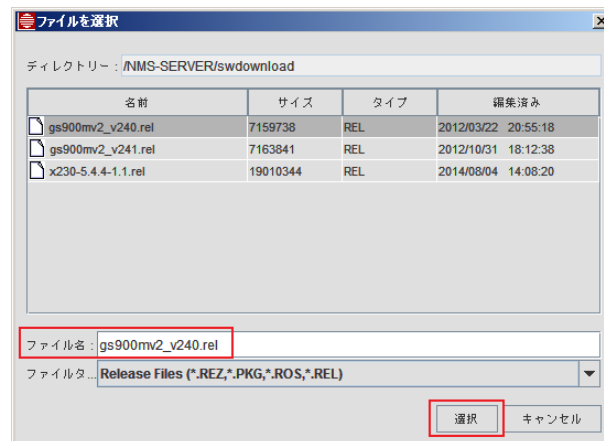 ファイルを選択
ディレクトリー : /NMS-SERVER/swdownload
名前 サイズ タイプ 編集済み
gs900mv2_v240.rel 7159738 REL 2012/03/22 20:55:18
gs900mv2_v241.rel 7163841 REL 2012/10/31 18:12:38
x230-5.4.4-1.1.rel 19010344 REL 2014/08/04 14:08:20
ファイル名 : gs900mv2_v240.rel
ファイルタ... Release Files (*.REZ,*.PKG,*.ROS,*.REL)
選択 キャンセル